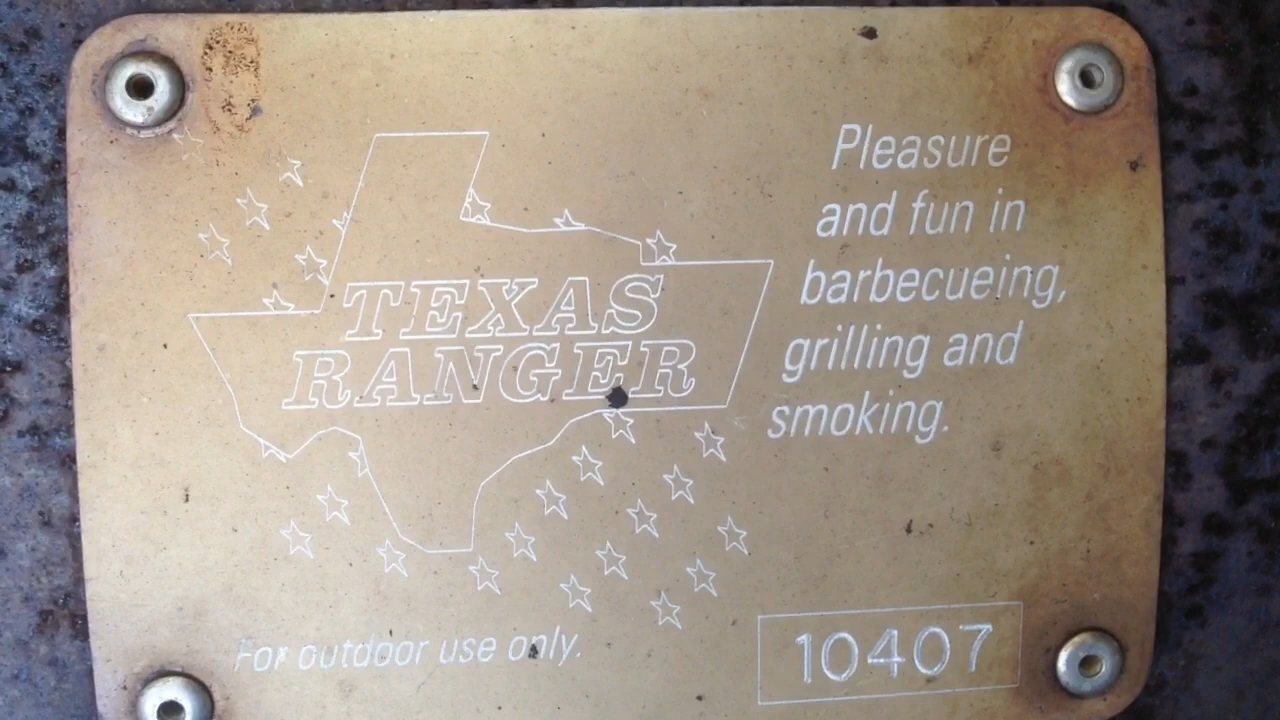 TEXAS
RANGER
Pleasure
and fun in
barbecueing,
grilling and
smoking.
For outdoor use only.
10407